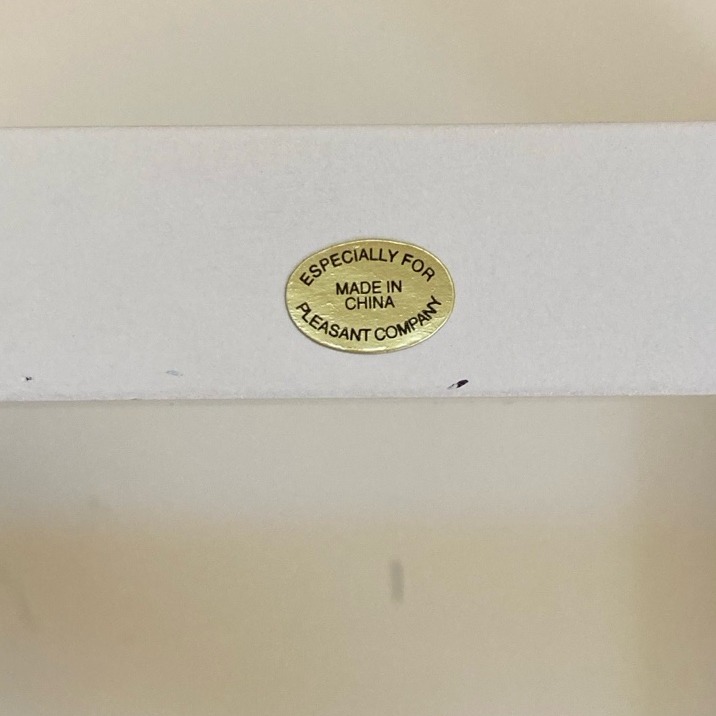 ESPECIALLY FOR
MADE IN
CHINA
PLEASANT COMPANY